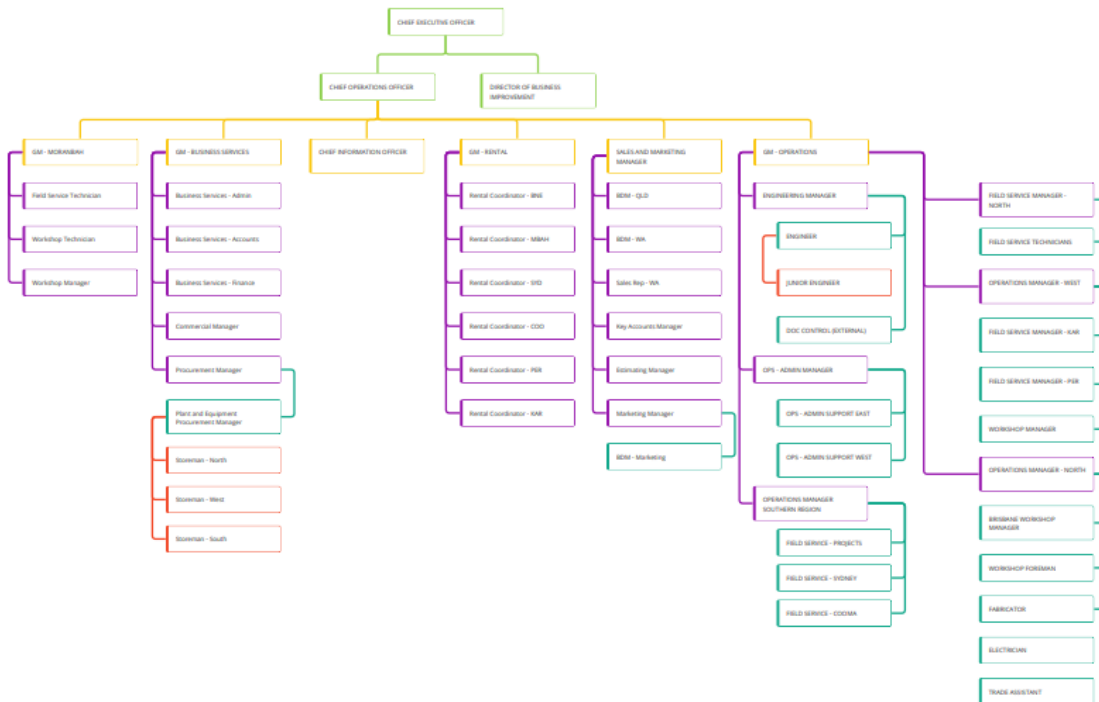 CHIEF EXECUTIVE OFFICER
CHIEF OPERATIONS OFFICER
DIRECTOR OF BUSINESS
IMPROVEMENT
GM - MORANBAH
Field Service Technician
Workshop Technician
Workshop Manager
GM - BUSINESS SERVICES
Business Services - Admin
Business Services - Accounts
Business Services - Finance
Commercial Manager
Procurement Manager
Plant and Equipment
Procurement Manager
Storeman - North
Storeman - West
Storeman - South
CHIEF INFORMATION OFFICER
GM - RENTAL
Rental Coordinator - BNE
Rental Coordinator - MBAH
Rental Coordinator - SYD
Rental Coordinator - COO
Rental Coordinator - PER
Rental Coordinator - KAR
SALES AND MARKETING
MANAGER
BDM - QLD
BDM - WA
Sales Rep - WA
Key Accounts Manager
Estimating Manager
Marketing Manager
BDM - Marketing
GM - OPERATIONS
ENGINEERING MANAGER
ENGINEER
JUNIOR ENGINEER
DOC CONTROL (EXTERNAL)
OPS - ADMIN MANAGER
OPS - ADMIN SUPPORT EAST
OPS - ADMIN SUPPORT WEST
OPERATIONS MANAGER
SOUTHERN REGION
FIELD SERVICE - PROJECTS
FIELD SERVICE - SYDNEY
FIELD SERVICE - COOMA
FIELD SERVICE MANAGER -
NORTH
FIELD SERVICE TECHNICIANS
OPERATIONS MANAGER - WEST
FIELD SERVICE MANAGER - KAR
FIELD SERVICE MANAGER - PER
WORKSHOP MANAGER
OPERATIONS MANAGER - NORTH
BRISBANE WORKSHOP
MANAGER
WORKSHOP FOREMAN
FABRICATOR
ELECTRICIAN
TRADE ASSISTANT